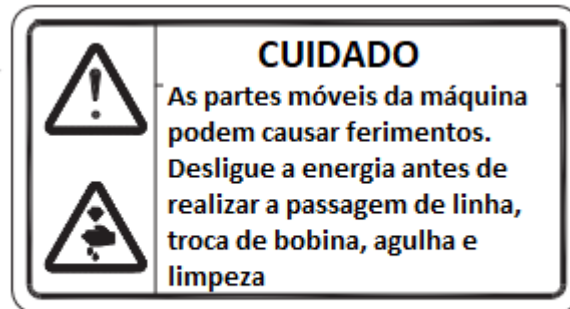 CUIDADO
As partes móveis da máquina
podem causar ferimentos.
Desligue a energia antes de
realizar a passagem de linha,
troca de bobina, agulha e
limpeza